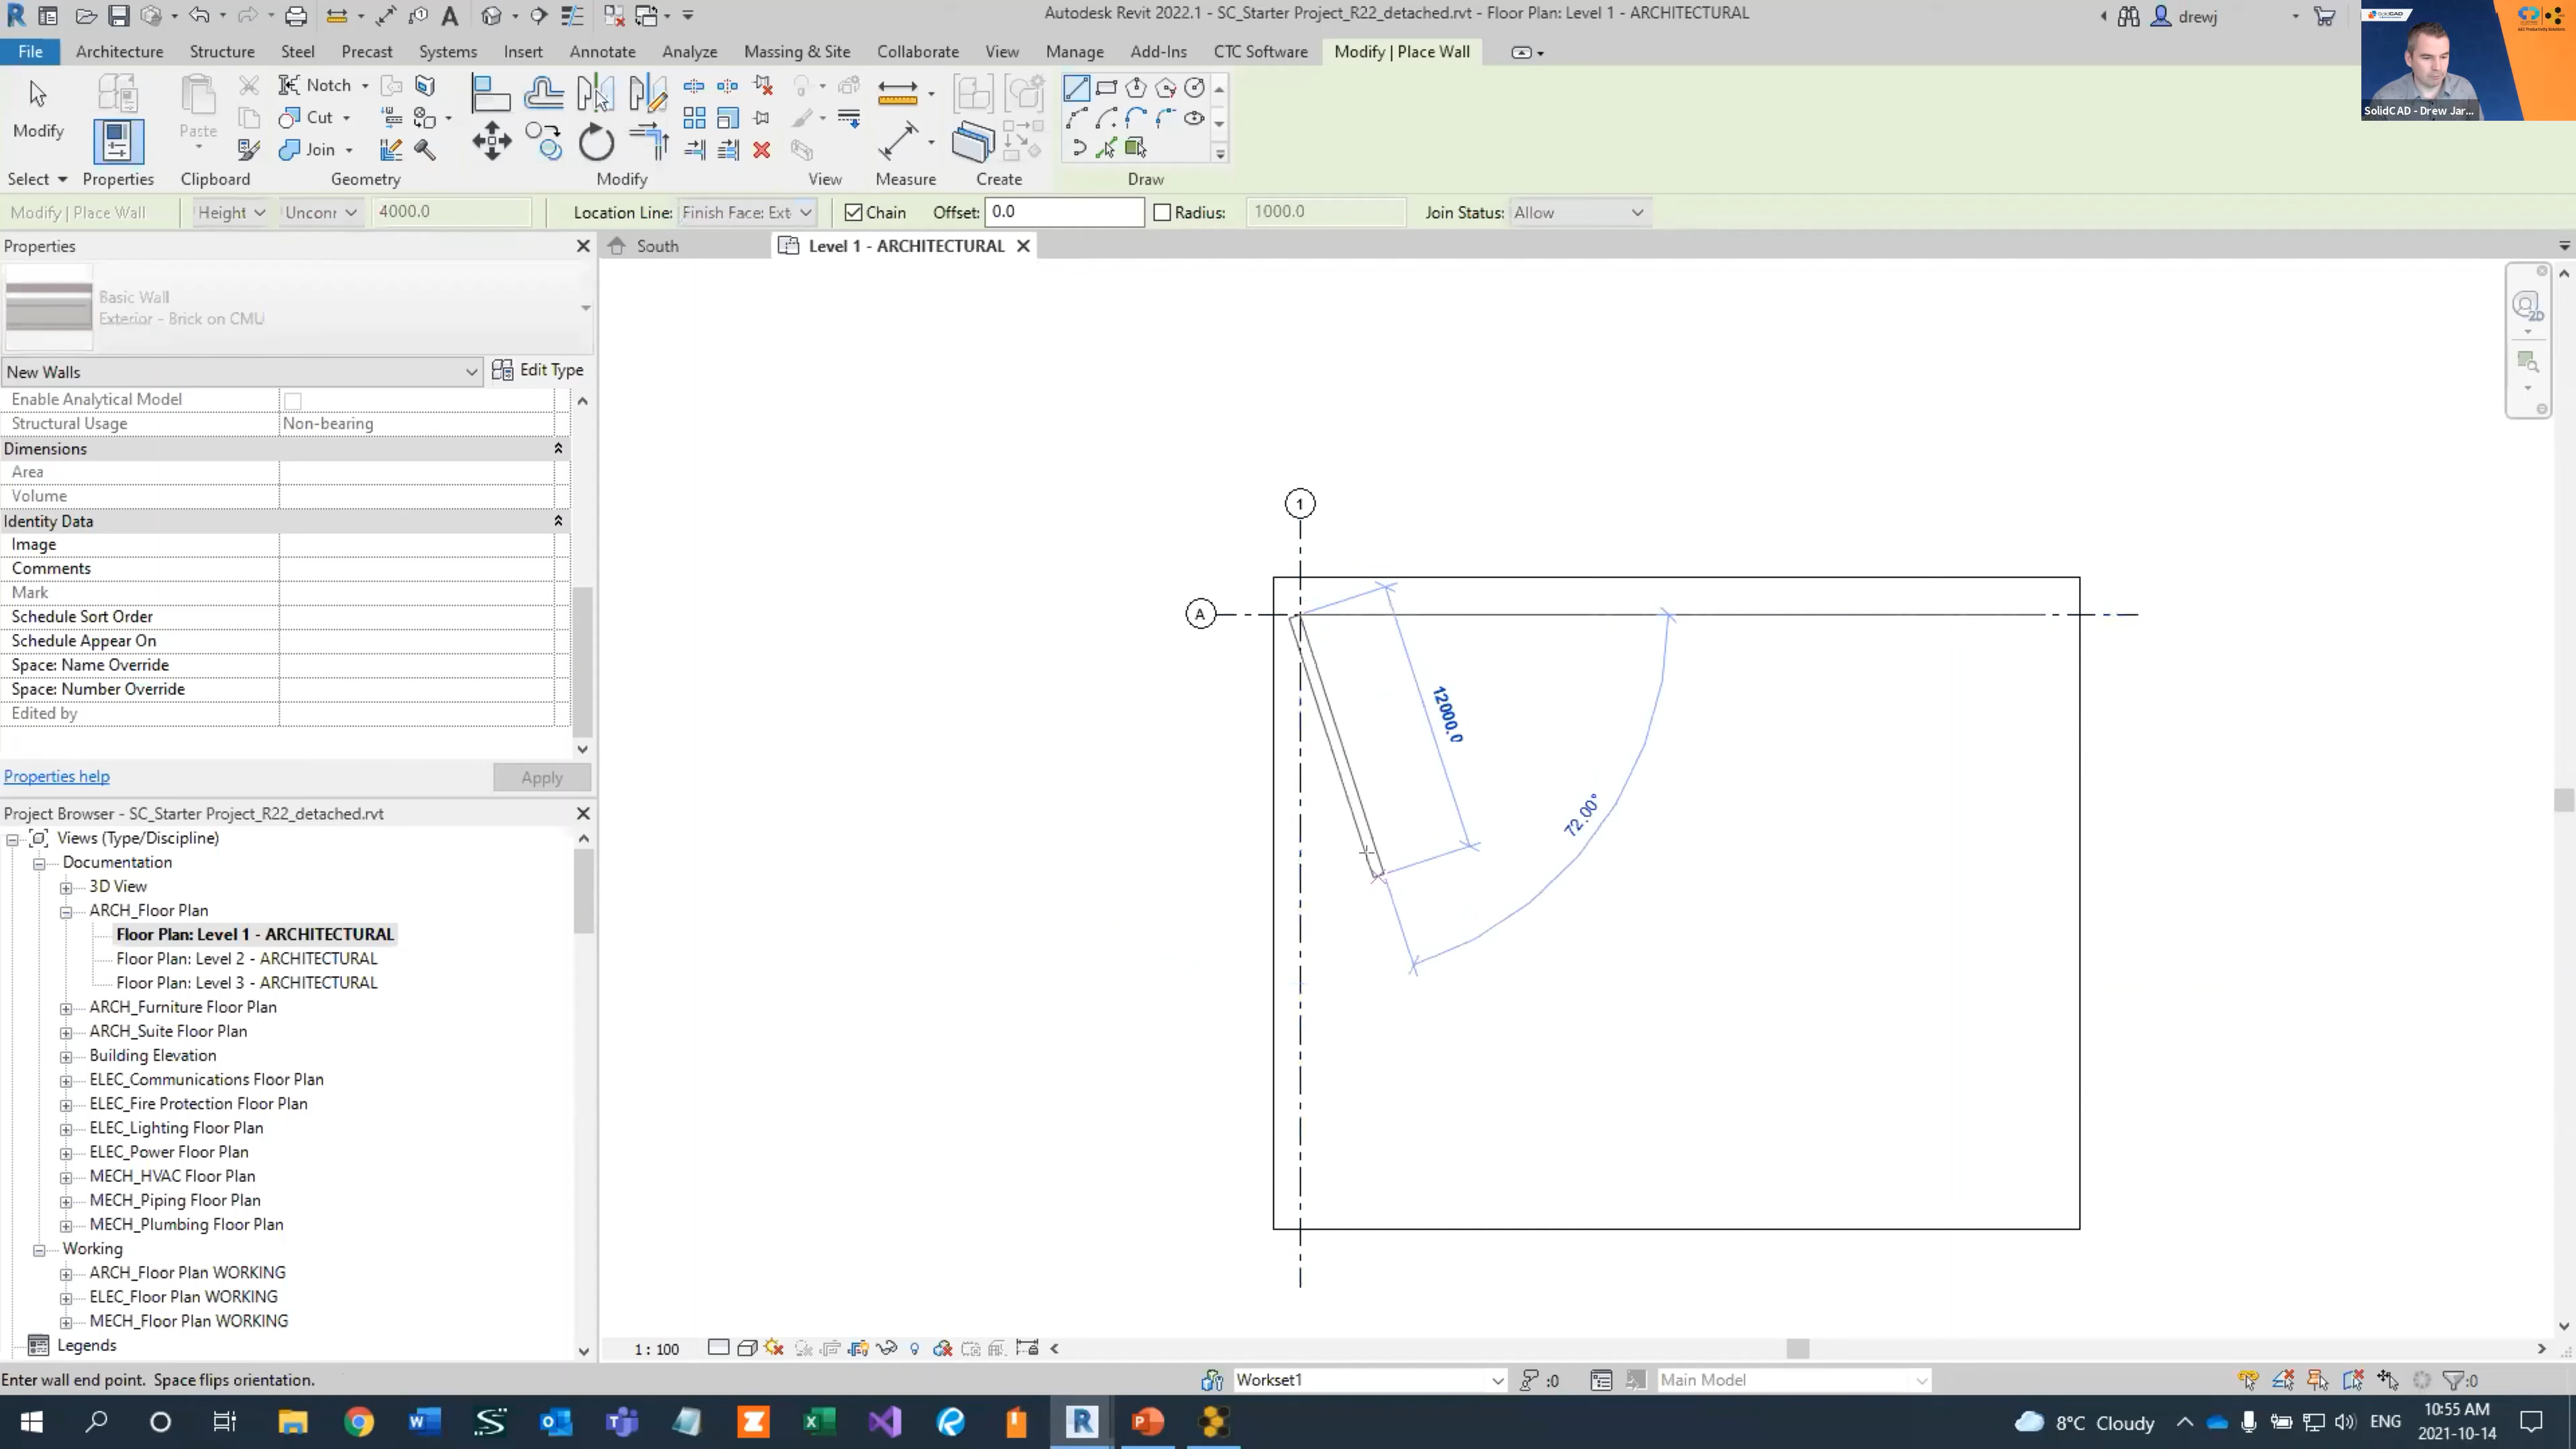 Autodesk Revit 2022.1 - SC_Starter Project_R22_detached.rvt - Floor Plan: Level 1 - ARCHITECTURAL
drewj
File Architecture Structure Steel Precast Systems Insert Annotate Analyze Massing & Site Collaborate View Manage Add-Ins CTC Software Modify | Place Wall
SolidCAD - Drew Jar...
Modify Paste Notch Cut Join
Select Properties Clipboard Geometry Modify View Measure Create Draw
Modify | Place Wall Height Uncon 4000.0 Location Line: Finish Face: Ext Chain Offset: 0.0 Radius: 1000.0 Join Status: Allow
Properties
South
Level 1 - ARCHITECTURAL
2D
Basic Wall
Exterior - Brick on CMU
New Walls Edit Type
Enable Analytical Model
Structural Usage Non-bearing
Dimensions
Area
Volume
Identity Data
Image
Comments
Mark
Schedule Sort Order
Schedule Appear On
Space: Name Override
Space: Number Override
Edited by
Properties help Apply
Project Browser - SC_Starter Project_R22_detached.rvt
Views (Type/Discipline)
Documentation
3D View
ARCH_Floor Plan
Floor Plan: Level 1 - ARCHITECTURAL
Floor Plan: Level 2 - ARCHITECTURAL
Floor Plan: Level 3 - ARCHITECTURAL
ARCH_Furniture Floor Plan
ARCH_Suite Floor Plan
Building Elevation
ELEC_Communications Floor Plan
ELEC_Fire Protection Floor Plan
ELEC_Lighting Floor Plan
ELEC_Power Floor Plan
MECH_HVAC Floor Plan
MECH_Piping Floor Plan
MECH_Plumbing Floor Plan
Working
ARCH_Floor Plan WORKING
ELEC_Floor Plan WORKING
MECH_Floor Plan WORKING
Legends
1
A
12000.0
72.00°
1 : 100
Enter wall end point. Space flips orientation.
Workset1
:0
Main Model
:0
8°C Cloudy
ENG
10:55 AM
2021-10-14